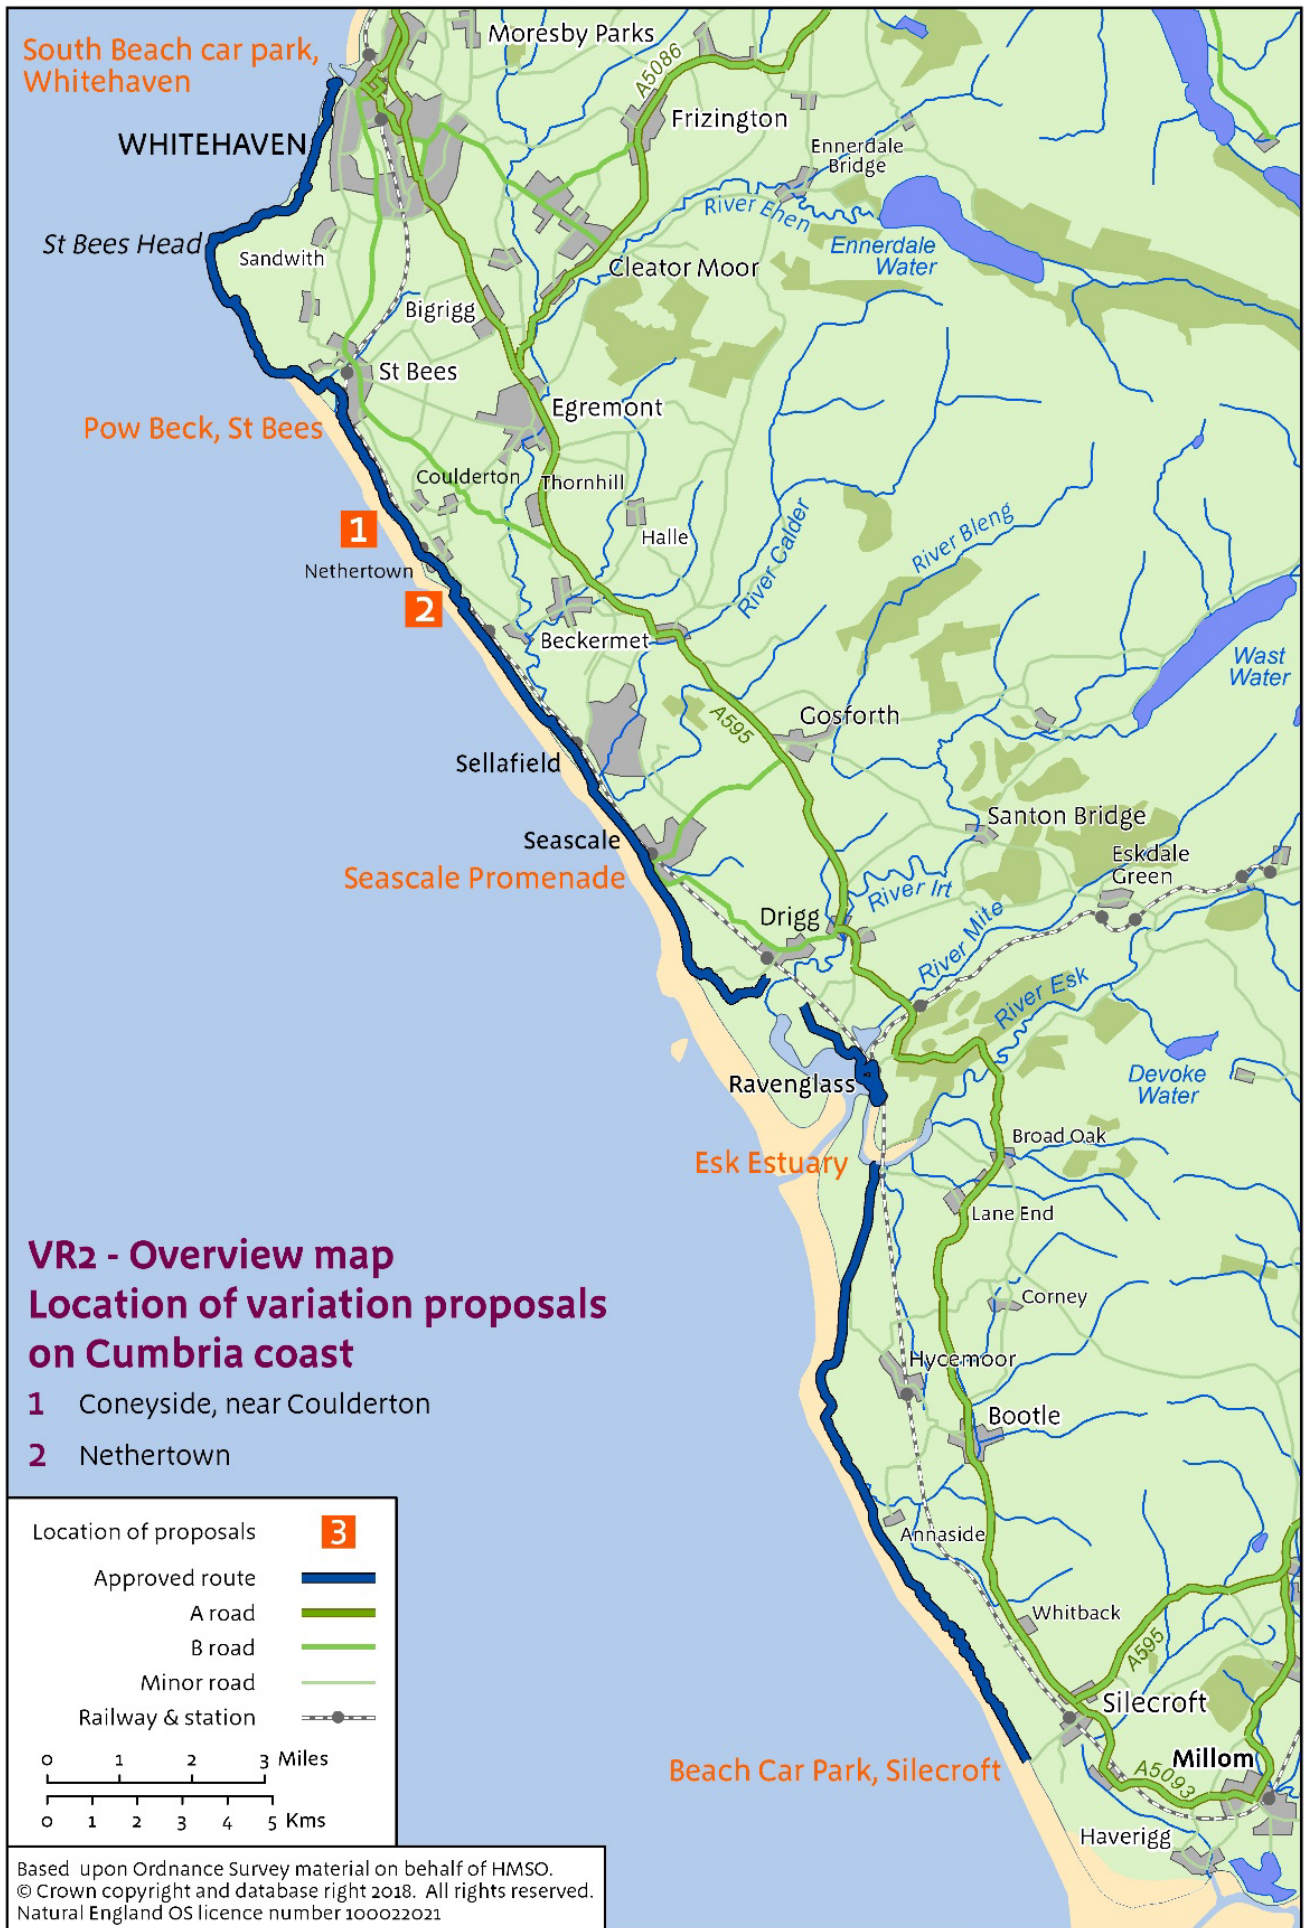 South Beach car park,
Whitehaven
Moresby Parks
A5086
WHITEHAVEN
Frizington
Ennerdale
Bridge
River Ehen
St Bees Head
Sandwith
Ennerdale
Water
Cleator Moor
Bigrigg
St Bees
Egremont
Pow Beck, St Bees
Coulderton
Thornhill
Halle
River Calder
River Bleng
1
Nethertown
2
Beckermet
Wast
Water
A595
Gosforth
Sellafield
Santon Bridge
Seascale
Eskdale
Green
Seascale Promenade
River Irt
Drigg
River Mite
River Esk
Ravenglass
Devoke
Water
Broad Oak
Esk Estuary
Lane End
Corney
Hycemoor
Bootle
Annaside
Whitback
A595
Silecroft
Beach Car Park, Silecroft
Millom
A5093
Haverigg
VR2 - Overview map
Location of variation proposals
on Cumbria coast
1 Coneyside, near Coulderton
2 Nethertown
Location of proposals 3
Approved route
A road
B road
Minor road
Railway & station
0 1 2 3 Miles
0 1 2 3 4 5 Kms
Based upon Ordnance Survey material on behalf of HMSO.
© Crown copyright and database right 2018. All rights reserved.
Natural England OS licence number 100022021